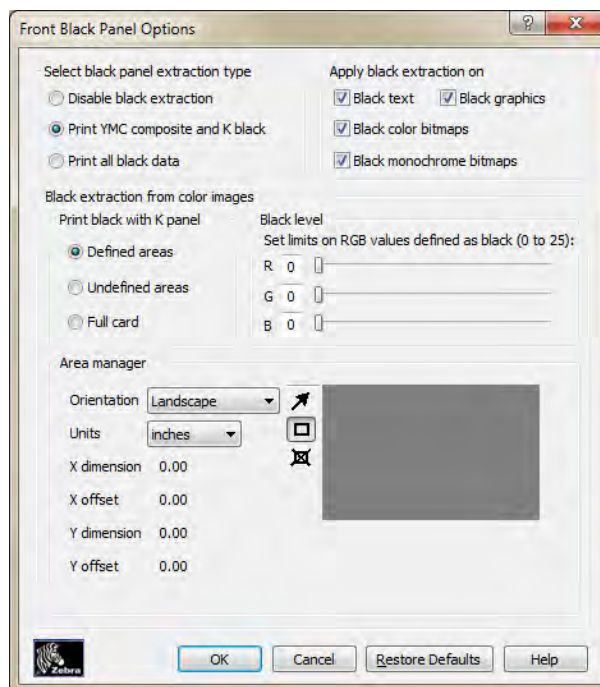 Front Black Panel Options
Select black panel extraction type
Disable black extraction
Print YMC composite and K black
Print all black data
Apply black extraction on
Black text
Black graphics
Black color bitmaps
Black monochrome bitmaps
Black extraction from color images
Print black with K panel
Defined areas
Undefined areas
Full card
Black level
Set limits on RGB values defined as black (0 to 25):
R 0
G 0
B 0
Area manager
Orientation Landscape
Units inches
X dimension 0.00
X offset 0.00
Y dimension 0.00
Y offset 0.00
Zebra
OK
Cancel
Restore Defaults
Help